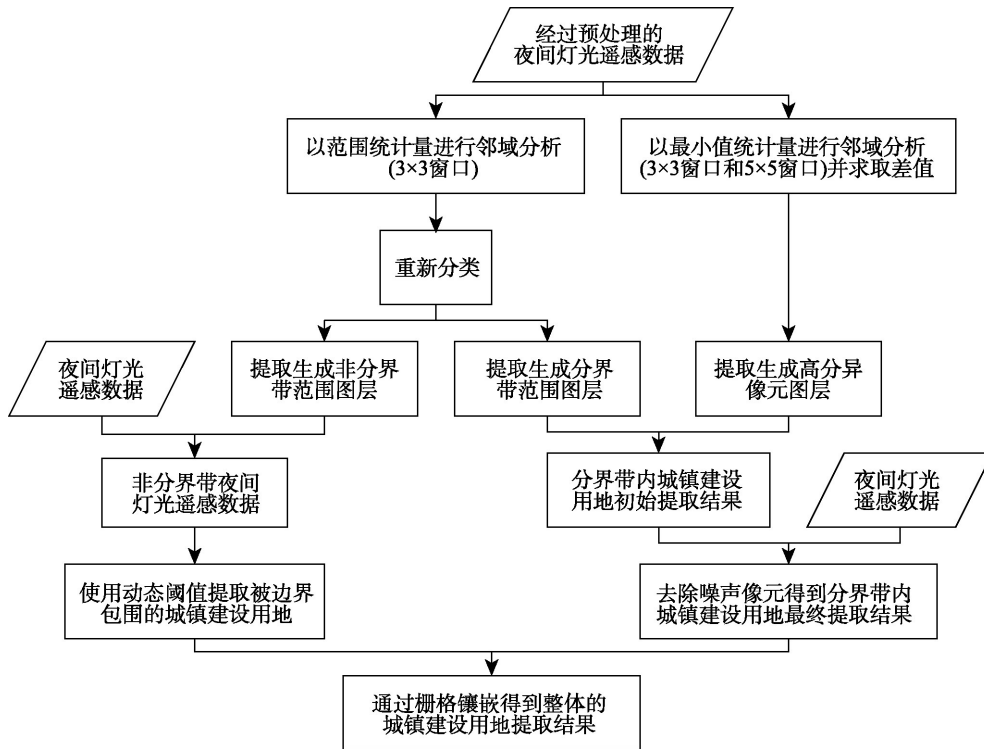 经过预处理的
夜间灯光遥感数据
以范围统计量进行邻域分析
(3×3窗口)
以最小值统计量进行邻域分析
(3×3窗口和5×5窗口)并求取差值
重新分类
夜间灯光
遥感数据
提取生成非分界
带范围图层
提取生成分界
带范围图层
提取生成高分异
像元图层
非分界带夜间
灯光遥感数据
分界带内城镇建设
用地初始提取结果
夜间灯光
遥感数据
使用动态阈值提取被边界
包围的城镇建设用地
去除噪声像元得到分界带内
城镇建设用地最终提取结果
通过栅格镶嵌得到整体的
城镇建设用地提取结果